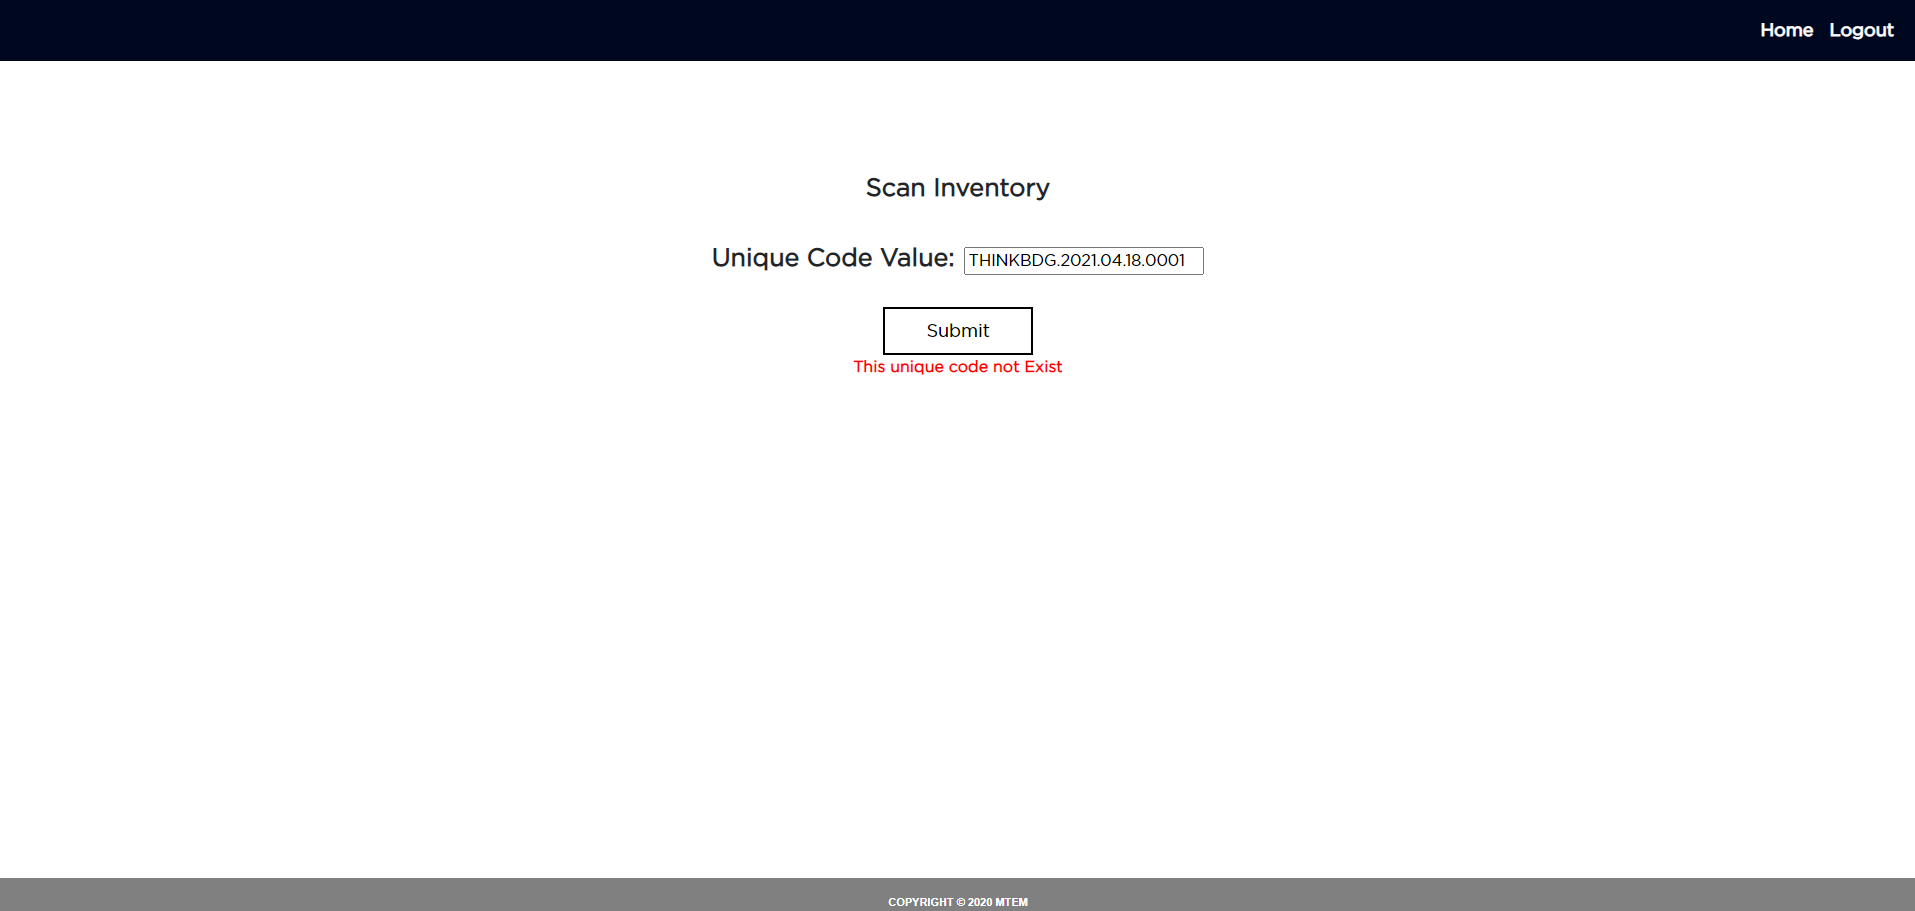 Home Logout
Scan Inventory
Unique Code Value: THINKBDG.2021.04.18.0001
Submit
This unique code not Exist
COPYRIGHT © 2020 MTEM